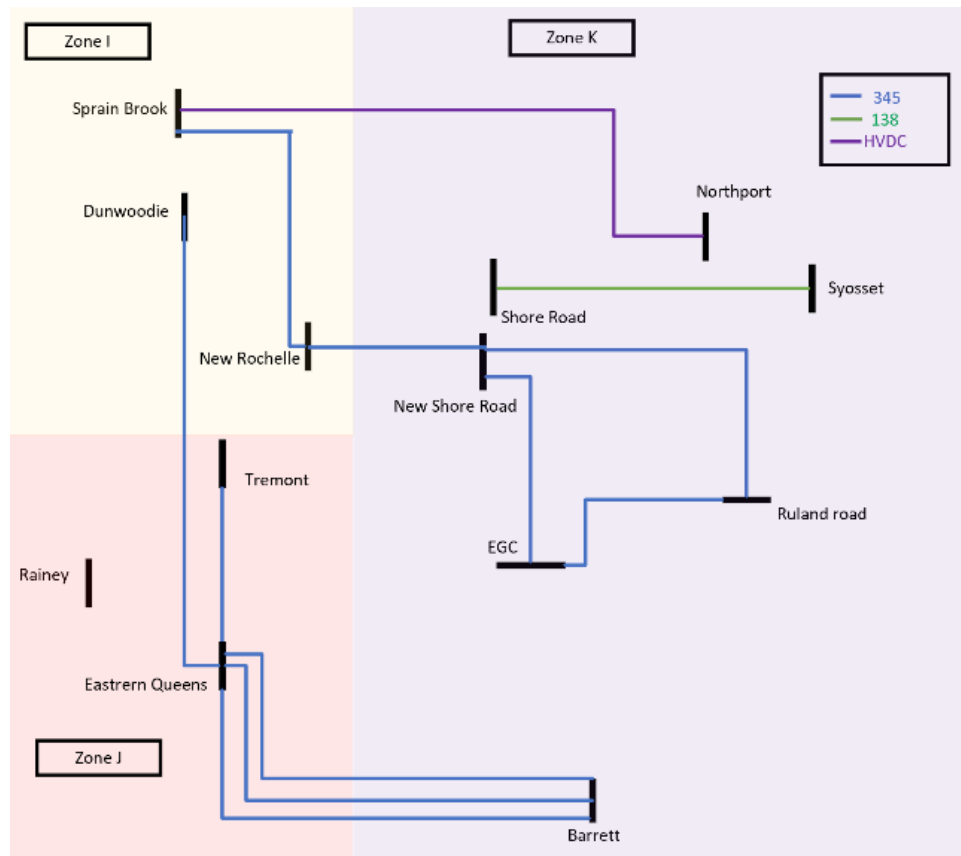 Zone I
Zone K
Sprain Brook
345
138
HVDC
Northport
Dunwoodie
Syosset
Shore Road
New Rochelle
New Shore Road
Tremont
Ruland road
EGC
Rainey
Eastrern Queens
Zone J
Barrett